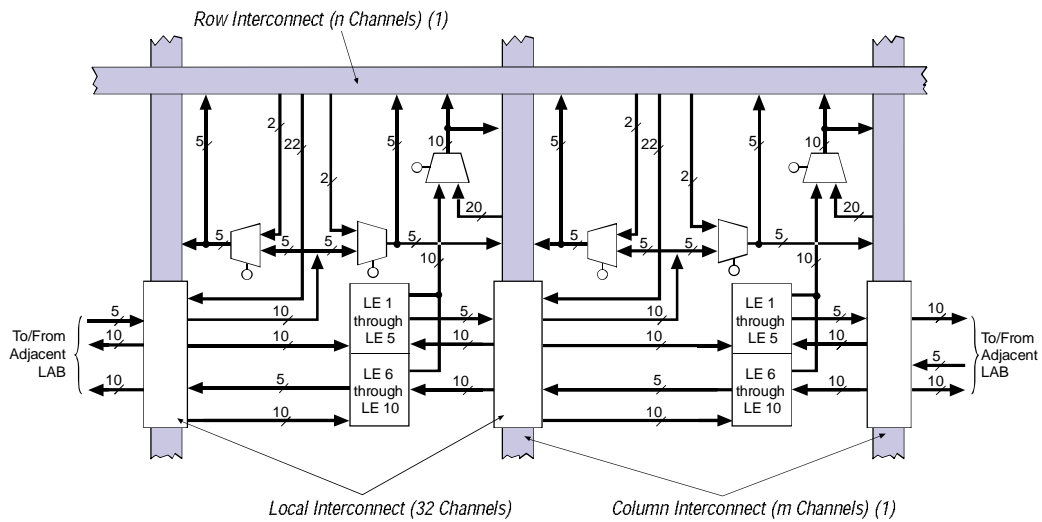 Row Interconnect (n Channels) (1)
2
22
5
2
5
10
20
5
5
5
5
10
2
22
5
2
5
10
20
5
5
5
5
10
To/From
Adjacent
LAB
5
10
10
10
10
5
10
LE 1
through
LE 5
LE 6
through
LE 10
5
10
10
10
10
5
10
LE 1
through
LE 5
LE 6
through
LE 10
5
10
10
10
5
10
To/From
Adjacent
LAB
Local Interconnect (32 Channels)
Column Interconnect (m Channels) (1)